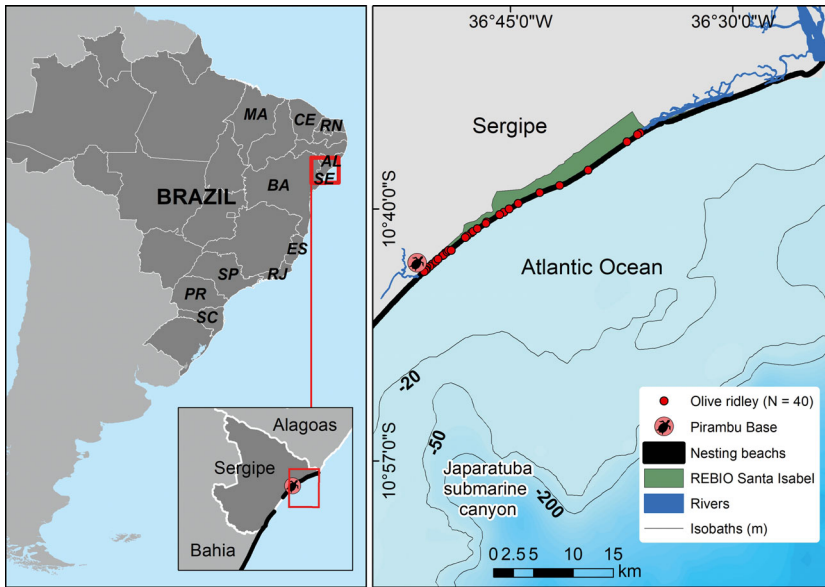 MA
CE
RN
AL
SE
BRAZIL
BA
ES
SP
RJ
PR
SC
Alagoas
Sergipe
Bahia
36°45'0"W
36°30'0"W
Sergipe
10°40'0"S
Atlantic Ocean
-20
-50
10°57'0"S
Japaratuba
submarine
canyon
-200
Olive ridley (N = 40)
Pirambu Base
Nesting beachs
REBIO Santa Isabel
Rivers
Isobaths (m)
0 2.5 5 10 15
km